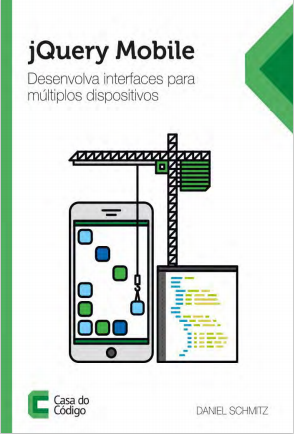 jQuery Mobile
Desenvolva interfaces para
múltiplos dispositivos
Casa do
Código
DANIEL SCHMITZ